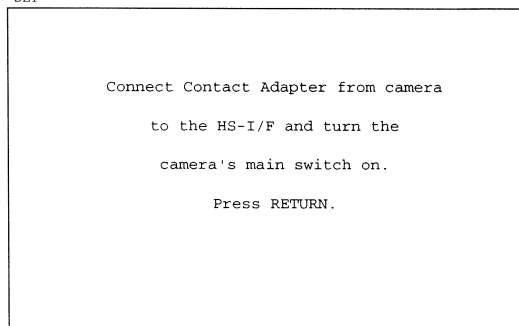 Connect Contact Adapter from camera
to the HS-I/F and turn the
camera's main switch on.
Press RETURN.